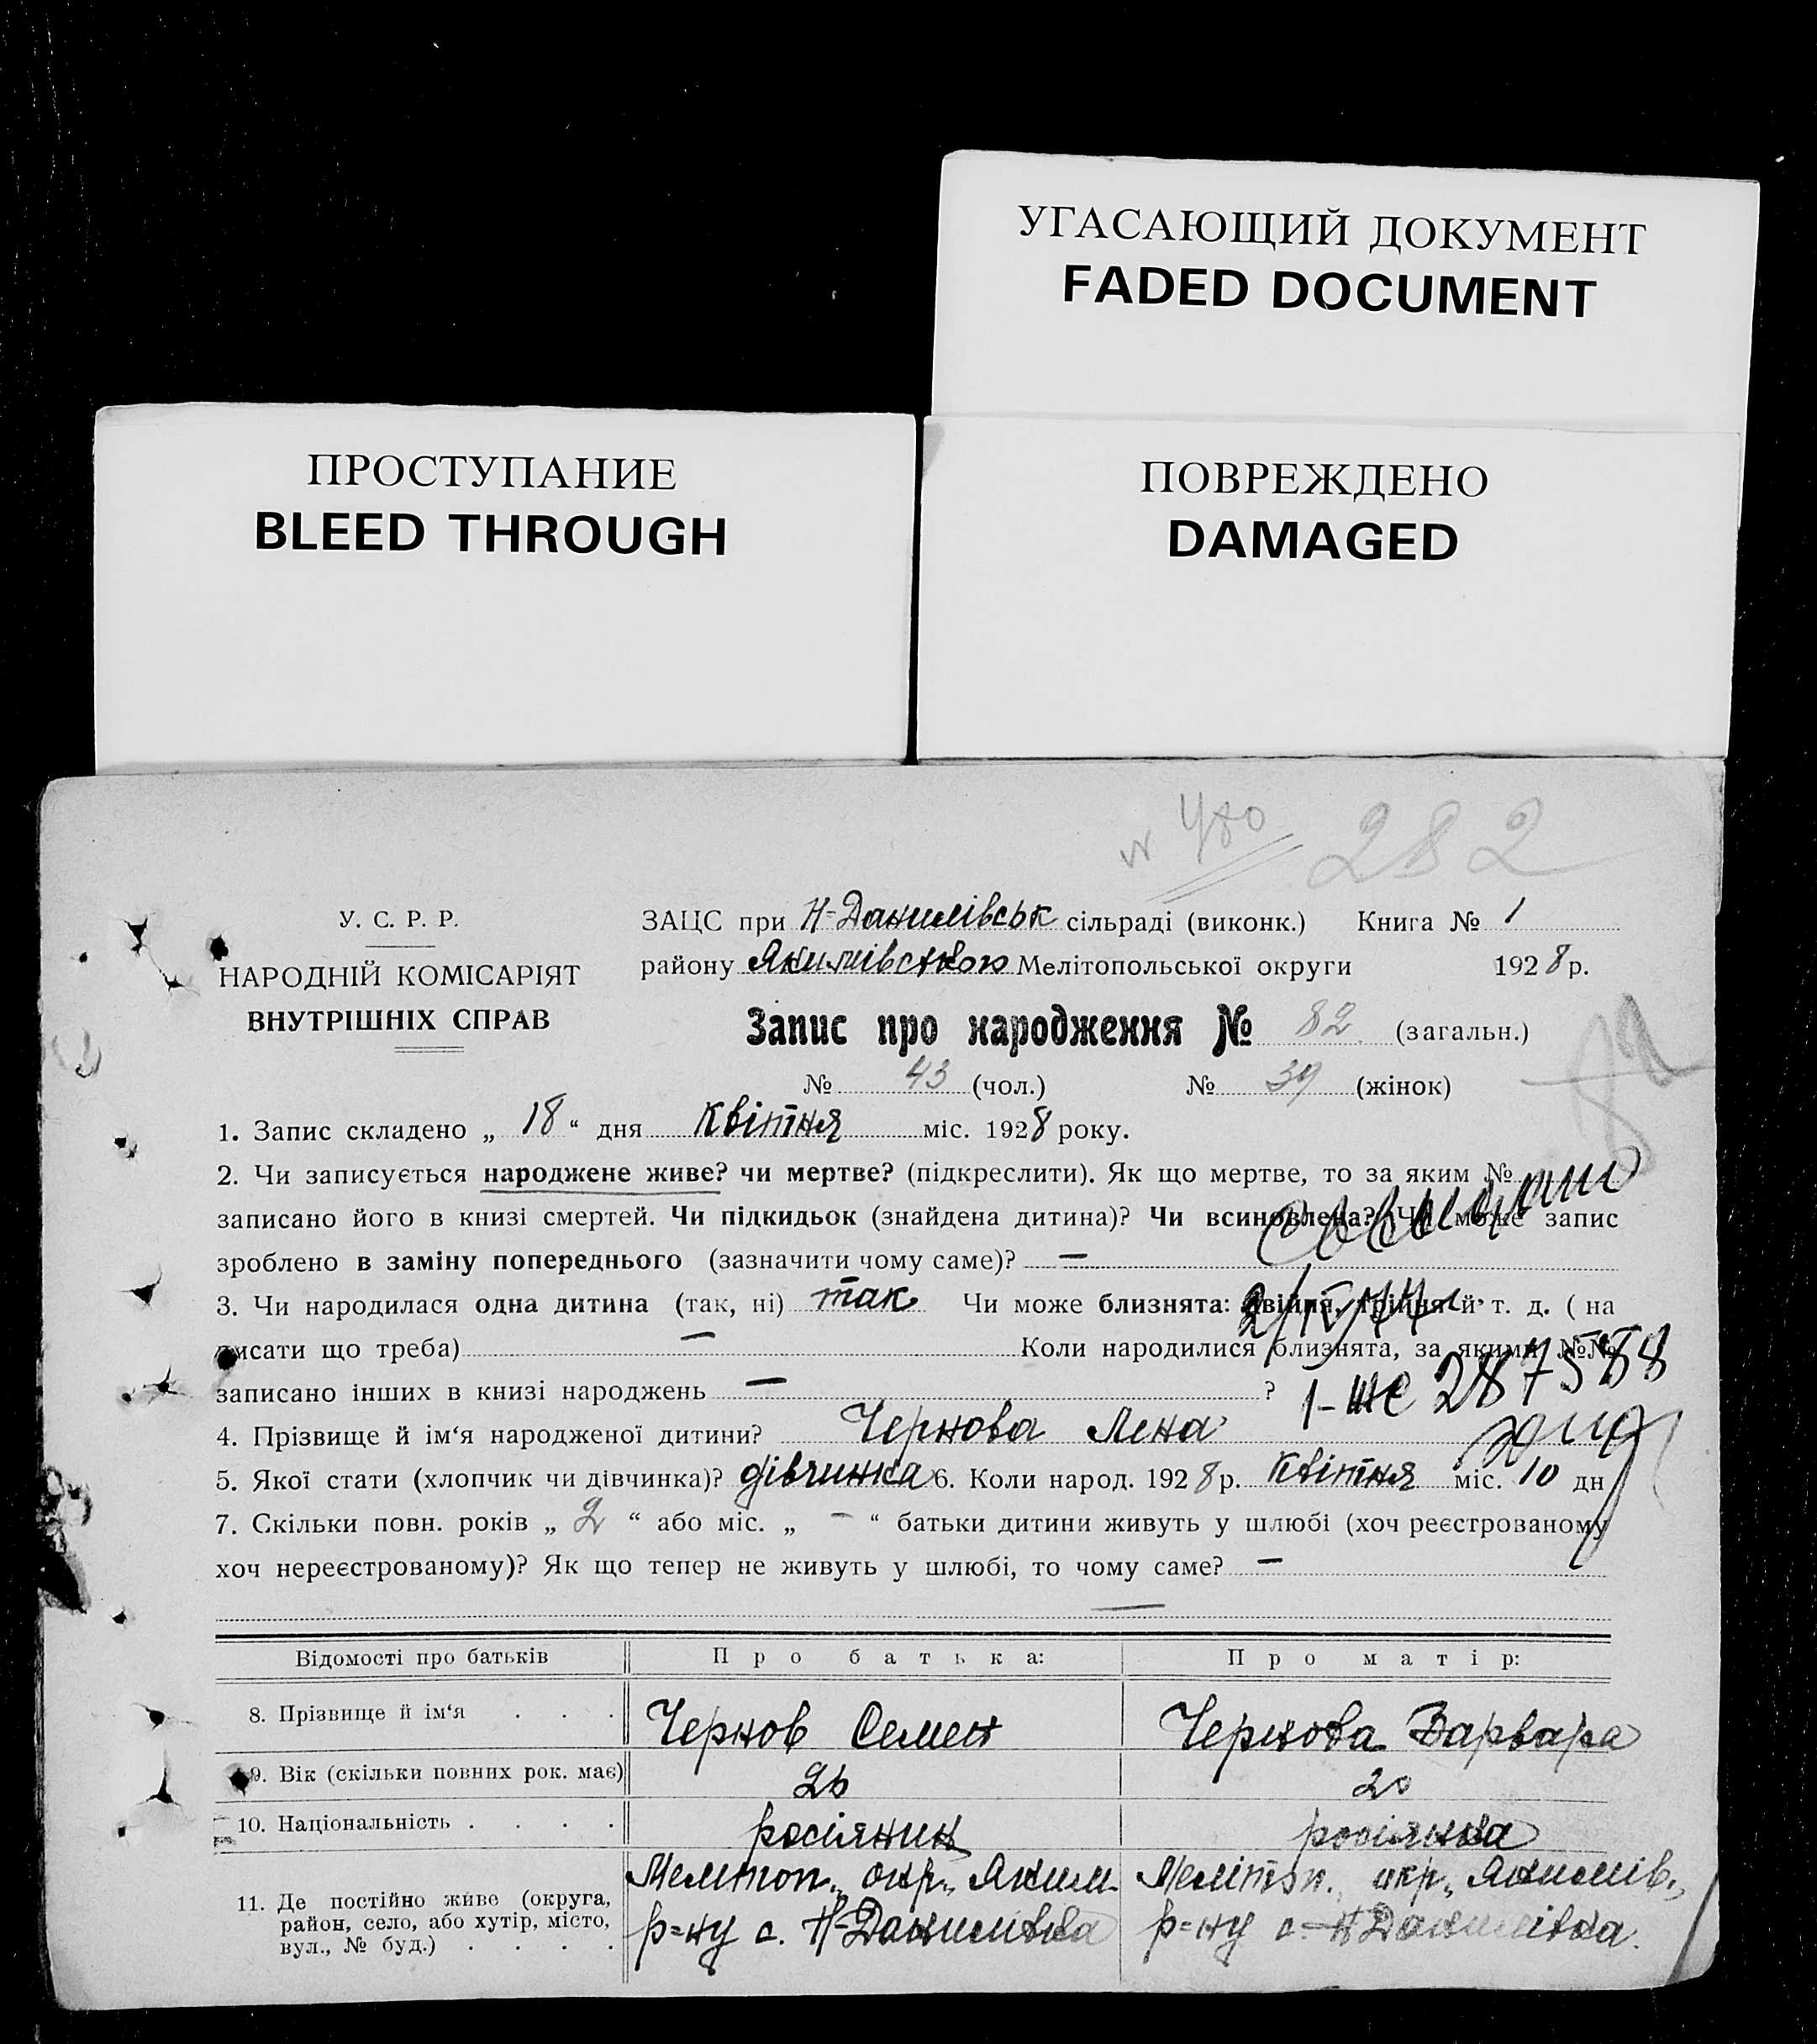 УГАСАЮЩИЙ ДОКУМЕНТ
FADED DOCUMENT
ПРОСТУПАНИЕ
BLEED THROUGH
ПОВРЕЖДЕНО
DAMAGED
282
У. С. Р. Р.
НАРОДНІЙ КОМІСАРІЯТ
ВНУТРІШНІХ СПРАВ
ЗАЦС при Н-Данилівськ сільраді (виконк.) Книга № 1
району Якимівською Мелітопольської округи 1928 р.
Запис про народження № 82 (загальн.)
№ 43 (чол.) № 39 (жінок)
82
1. Запис складено „ 18 “ дня Квітня міс. 1928 року.
2. Чи записується народжене живе? чи мертве? (підкреслити). Як що мертве, то за яким №
записано його в книзі смертей. Чи підкидьок (знайдена дитина)? Чи всиновлена? Чи може запис
зроблено в заміну попереднього (зазначити чому саме)? —
3. Чи народилася одна дитина (так, ні) так Чи може близнята: двійня, трійня й т. д. ( на
писати що треба) — Коли народилися близнята, за якими №№
записано інших в книзі народжень — ?
287588
4. Прізвище й ім‘я народженої дитини? Чернова Лена
5. Якої стати (хлопчик чи дівчинка)? дівчинка 6. Коли народ. 1928 р. Квітня міс. 10 дн
7. Скільки повн. років „ 2 “ або міс. „ – “ батьки дитини живуть у шлюбі (хоч реєстрованому
хоч нереєстрованому)? Як що тепер не живуть у шлюбі, то чому саме? —
—
Відомості про батьків Про батька: Про матір:
8. Прізвище й ім‘я . . . Чернов Семен Чернова Варвара
9. Вік (скільки повних рок. має) 26 20
10. Національність . . . . росіянин росіянка
11. Де постійно живе (округа, Мелітоп. окр., Яким. Мелітоп., окр., Якимів.,
район, село, або хутір, місто, р=ну с. Н-Данилівка р=ну с. Н Данилівка.
вул., № буд.) . . . .